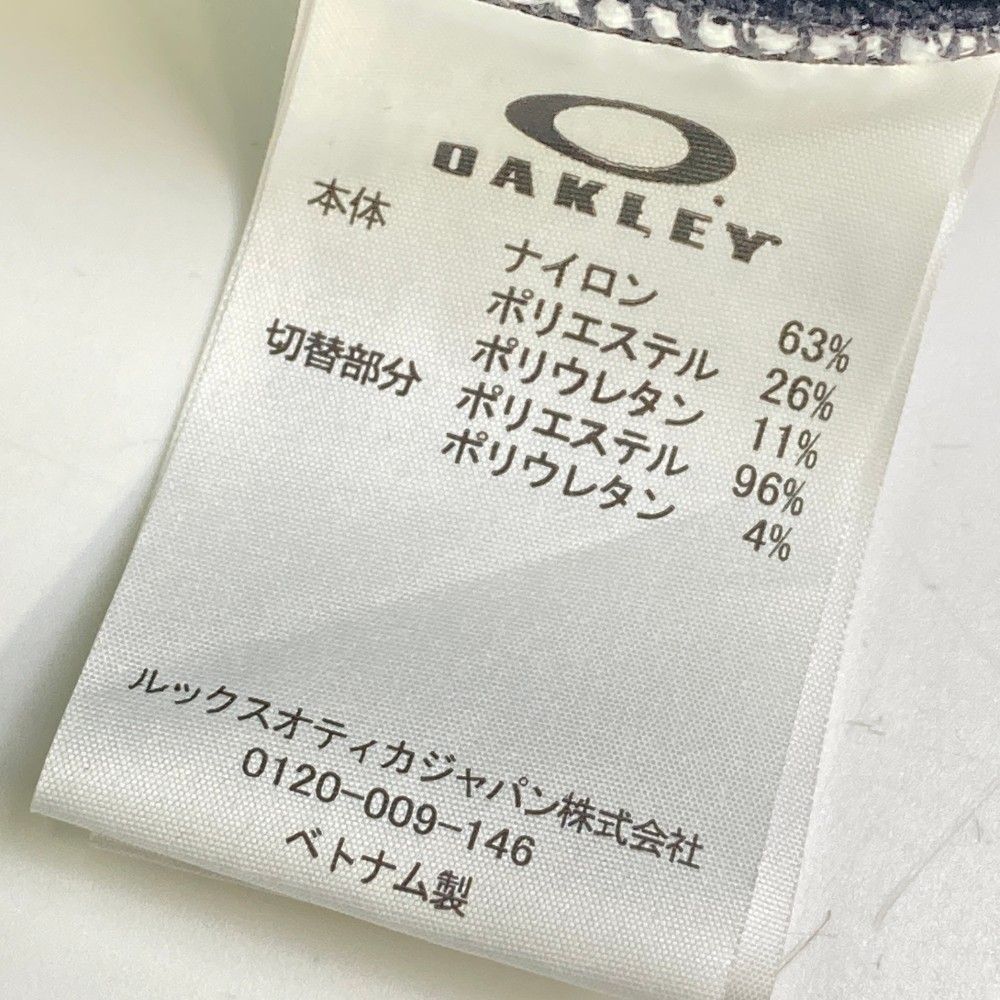 OAKLEY
本体
ナイロン 63%
ポリエステル 26%
ポリウレタン 11%
切替部分 ポリエステル 96%
ポリウレタン 4%
ルックスオティカジャパン株式会社
0120-009-146
ベトナム製